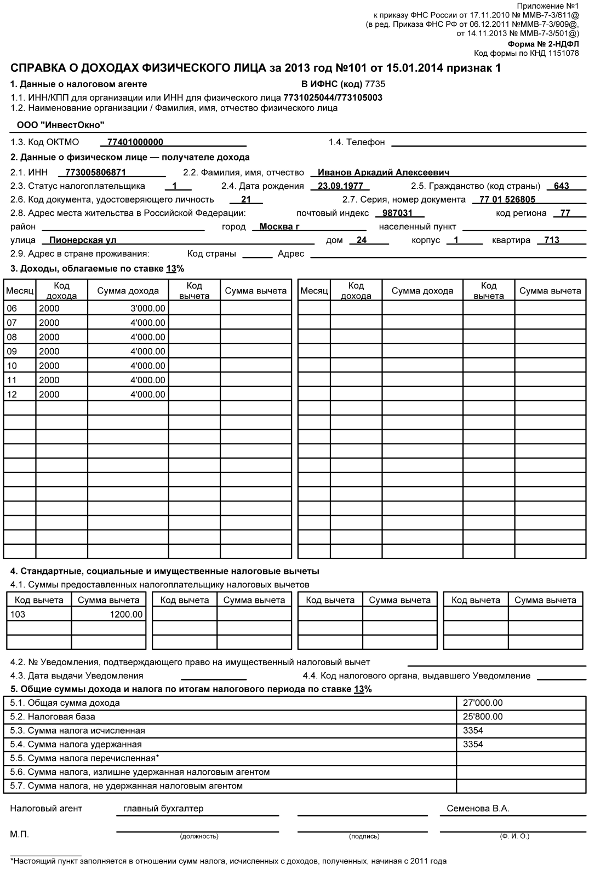 Приложение №1
к приказу ФНС России от 17.11.2010 № ММВ-7-3/611@
(в ред. Приказа ФНС РФ от 06.12.2011 №ММВ-7-3/909@,
от 14.11.2013 № ММВ-7-3/501@)
Форма № 2-НДФЛ
Код формы по КНД 1151078
СПРАВКА О ДОХОДАХ ФИЗИЧЕСКОГО ЛИЦА за 2013 год №101 от 15.01.2014 признак 1
1. Данные о налоговом агенте В ИФНС (код) 7735
1.1. ИНН/КПП для организации или ИНН для физического лица 7731025044/773105003
1.2. Наименование организации / Фамилия, имя, отчество физического лица
ООО "ИнвестОкно"
1.3. Код ОКТМО 77401000000 1.4. Телефон
2. Данные о физическом лице — получателе дохода
2.1. ИНН 773005806871 2.2. Фамилия, имя, отчество Иванов Аркадий Алексеевич
2.3. Статус налогоплательщика 1 2.4. Дата рождения 23.09.1977 2.5. Гражданство (код страны) 643
2.6. Код документа, удостоверяющего личность 21 2.7. Серия, номер документа 77 01 526805
2.8. Адрес места жительства в Российской Федерации: почтовый индекс 987031 код региона 77
район город Москва г населенный пункт
улица Пионерская ул дом 24 корпус 1 квартира 713
2.9. Адрес в стране проживания: Код страны Адрес
3. Доходы, облагаемые по ставке 13%
Месяц Код дохода Сумма дохода Код вычета Сумма вычета Месяц Код дохода Сумма дохода Код вычета Сумма вычета
06 2000 3'000.00
07 2000 4'000.00
08 2000 4'000.00
09 2000 4'000.00
10 2000 4'000.00
11 2000 4'000.00
12 2000 4'000.00
4. Стандартные, социальные и имущественные налоговые вычеты
4.1. Суммы предоставленных налогоплательщику налоговых вычетов
Код вычета Сумма вычета Код вычета Сумма вычета Код вычета Сумма вычета Код вычета Сумма вычета
103 1200.00
4.2. № Уведомления, подтверждающего право на имущественный налоговый вычет
4.3. Дата выдачи Уведомления 4.4. Код налогового органа, выдавшего Уведомление
5. Общие суммы дохода и налога по итогам налогового периода по ставке 13%
5.1. Общая сумма дохода 27'000.00
5.2. Налоговая база 25'800.00
5.3. Сумма налога исчисленная 3354
5.4. Сумма налога удержанная 3354
5.5. Сумма налога перечисленная*
5.6. Сумма налога, излишне удержанная налоговым агентом
5.7. Сумма налога, не удержанная налоговым агентом
Налоговый агент главный бухгалтер Семенова В.А.
М.П. (должность) (подпись) (Ф. И. О.)
*Настоящий пункт заполняется в отношении сумм налога, исчисленных с доходов, полученных, начиная с 2011 года